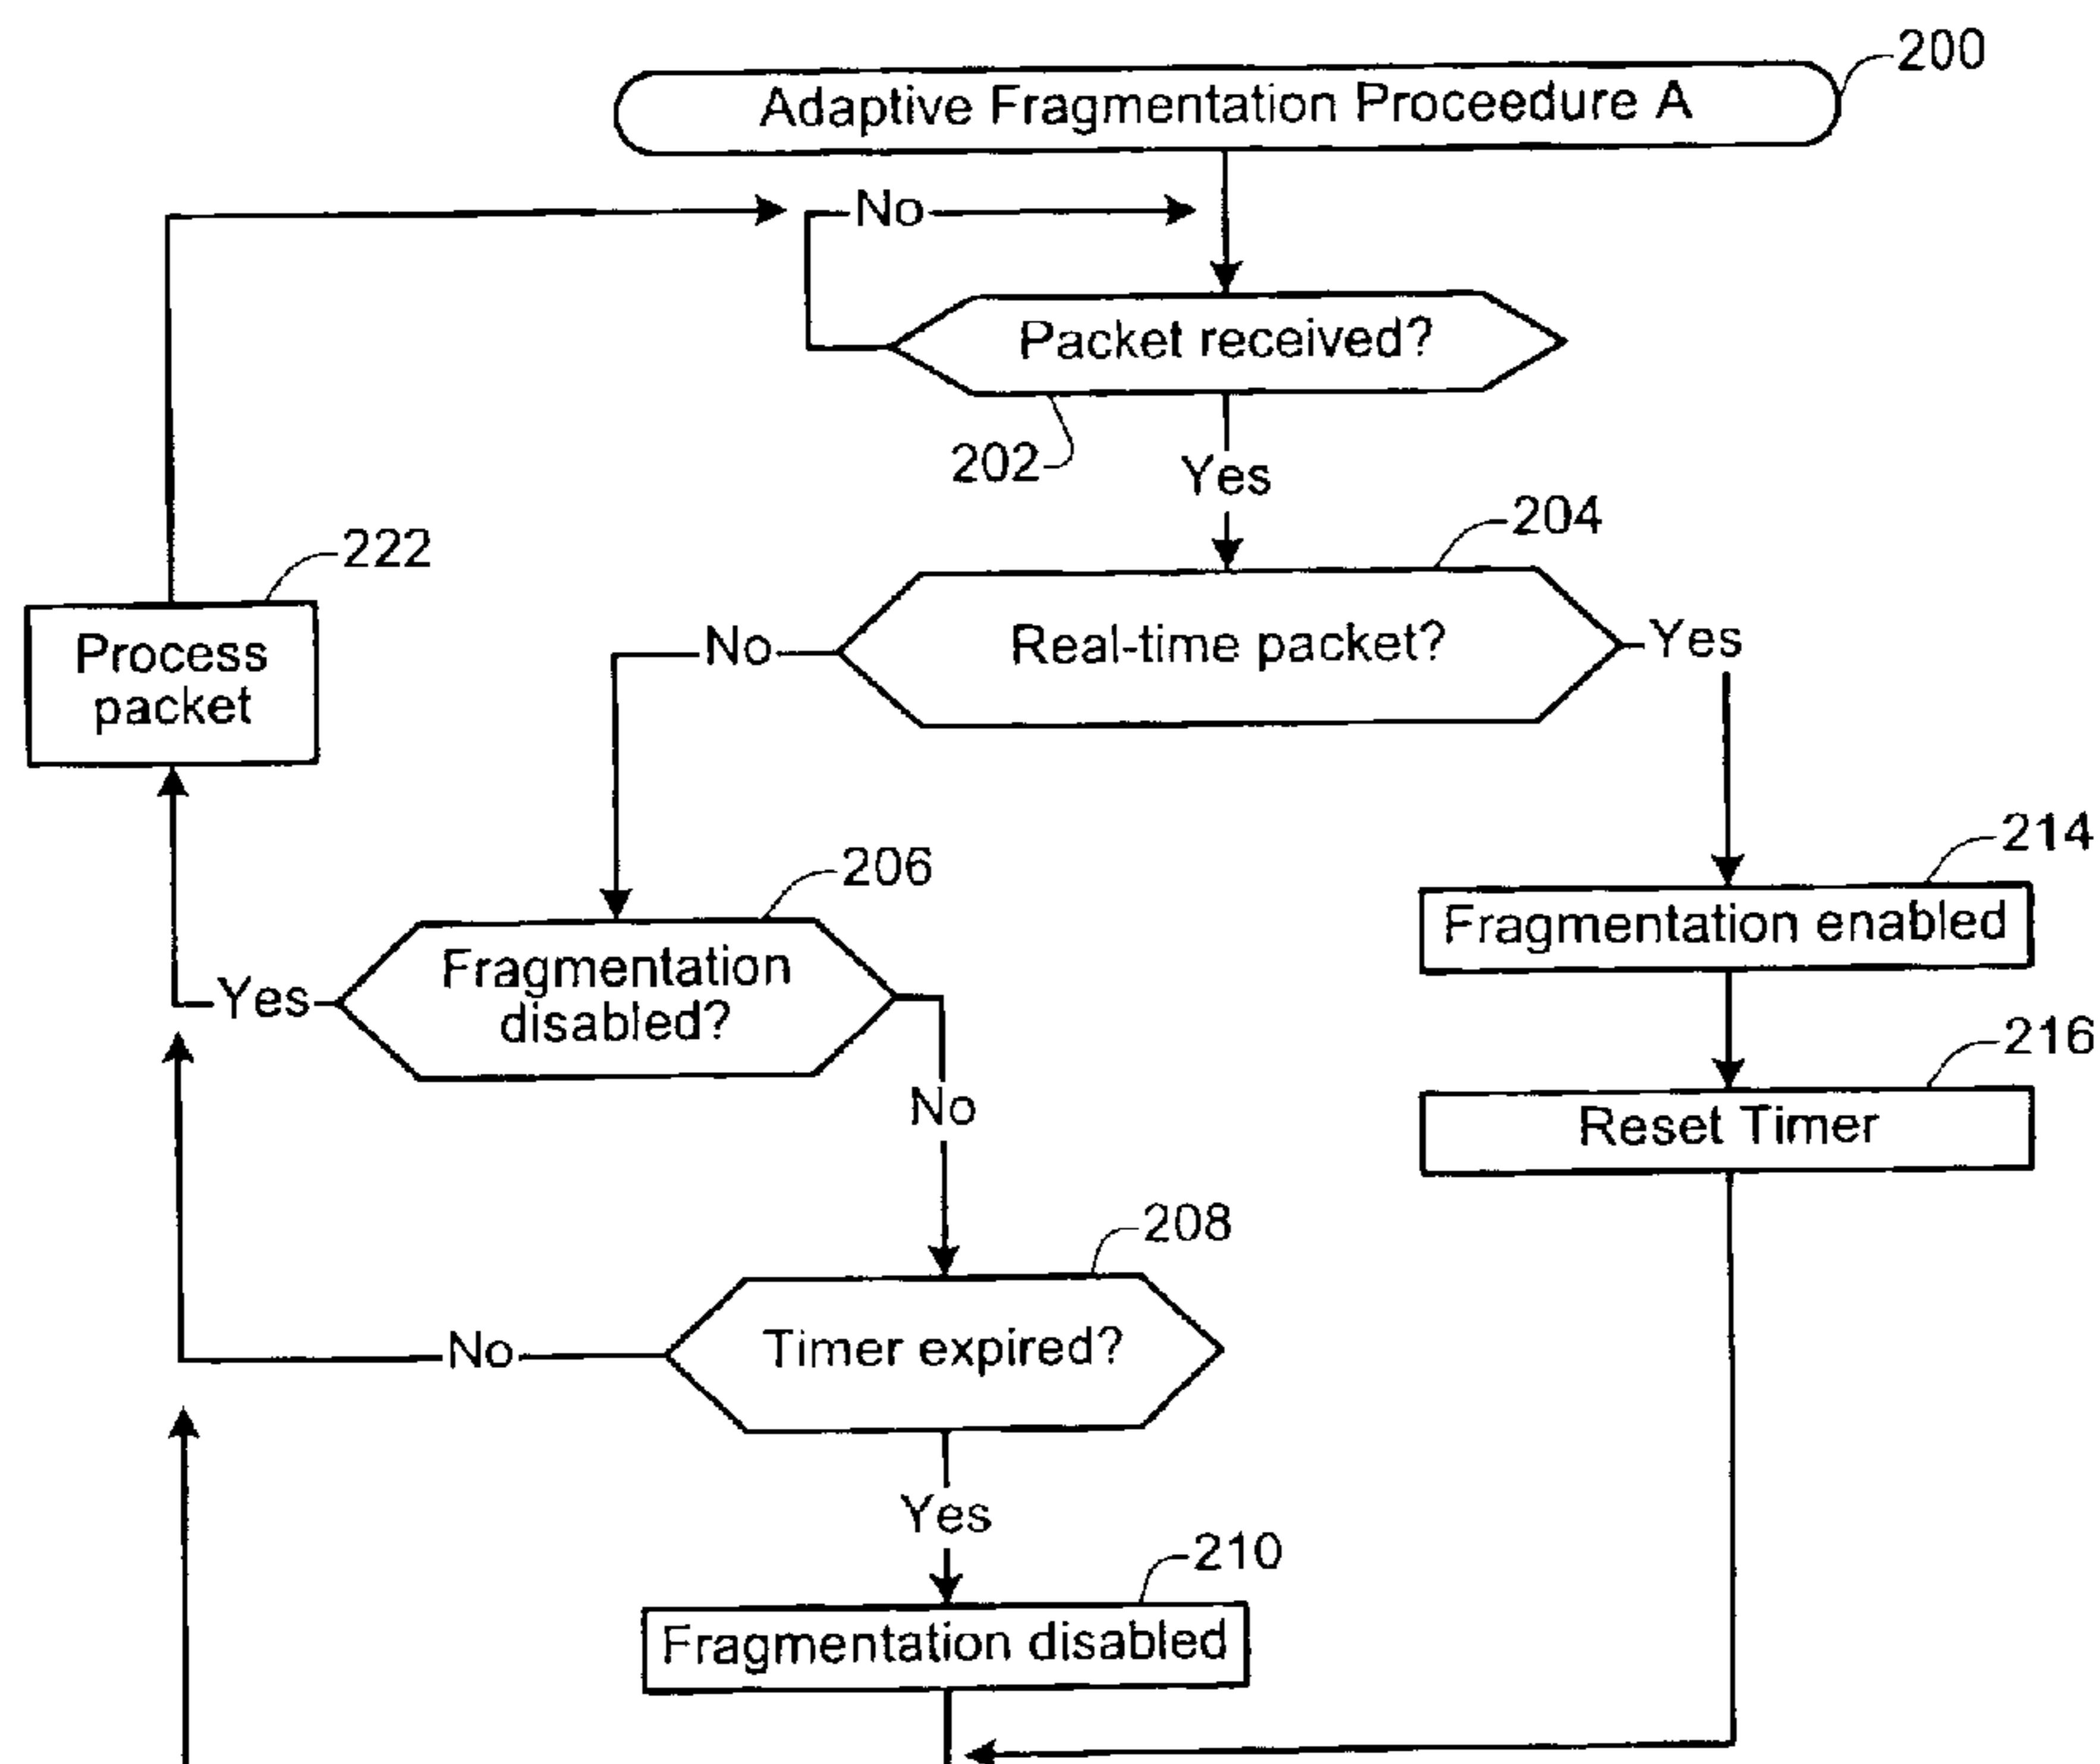 200
Adaptive Fragmentation Proceedure A
No
Packet received?
202
Yes
204
222
Process
packet
No
Real-time packet?
Yes
214
206
Fragmentation enabled
Fragmentation
disabled?
Yes
216
No
Reset Timer
208
No
Timer expired?
Yes
210
Fragmentation disabled